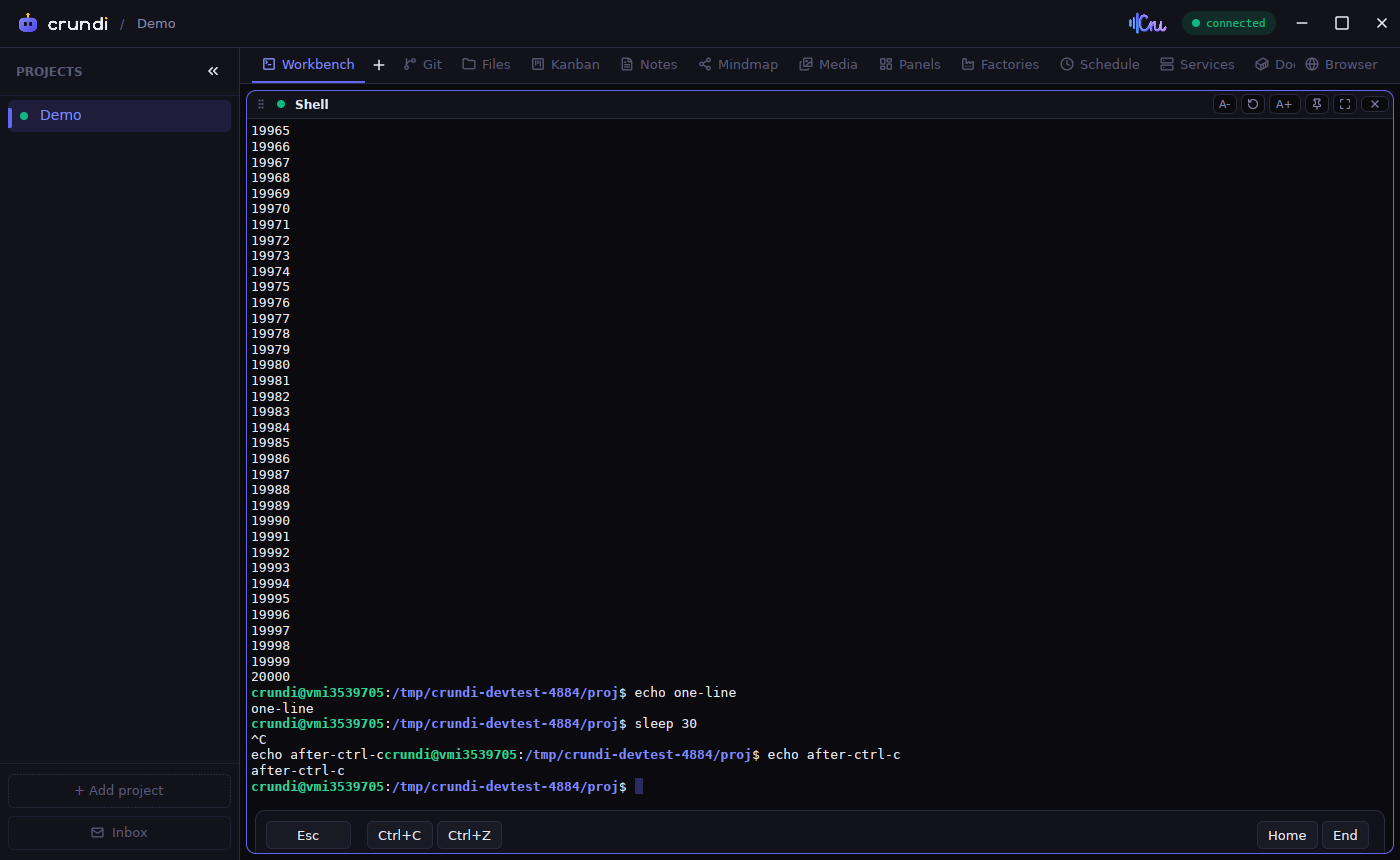 crundi / Demo
Cru
connected
PROJECTS
Workbench Git Files Kanban Notes Mindmap Media Panels Factories Schedule Services Do Browser
Demo
Shell
A- A+
19965
19966
19967
19968
19969
19970
19971
19972
19973
19974
19975
19976
19977
19978
19979
19980
19981
19982
19983
19984
19985
19986
19987
19988
19989
19990
19991
19992
19993
19994
19995
19996
19997
19998
19999
20000
crundi@vmi3539705:/tmp/crundi-devtest-4884/proj$ echo one-line
one-line
crundi@vmi3539705:/tmp/crundi-devtest-4884/proj$ sleep 30
^C
echo after-ctrl-ccrundi@vmi3539705:/tmp/crundi-devtest-4884/proj$ echo after-ctrl-c
after-ctrl-c
crundi@vmi3539705:/tmp/crundi-devtest-4884/proj$
+ Add project
Inbox
Esc Ctrl+C Ctrl+Z Home End